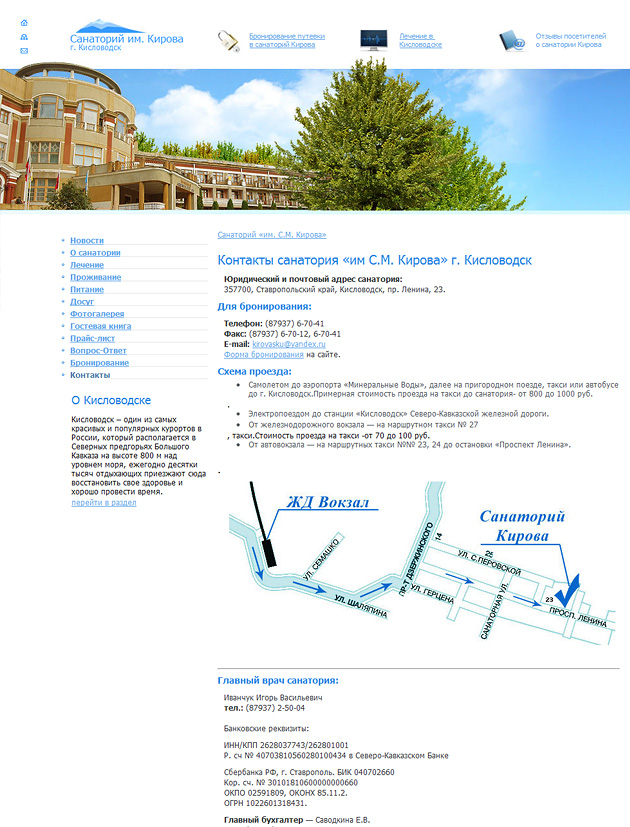 Санаторий им. Кирова
г. Кисловодск
Бронирование путевки
в санаторий Кирова
Лечение в
Кисловодске
Отзывы посетителей
о санатории Кирова
Новости
О санатории
Лечение
Проживание
Питание
Досуг
Фотогалерея
Гостевая книга
Прайс-лист
Вопрос-Ответ
Бронирование
Контакты
О Кисловодске
Кисловодск – один из самых
красивых и популярных курортов в
России, который располагается в
Северных предгорьях Большого
Кавказа на высоте 800 м над
уровнем моря, ежегодно десятки
тысяч отдыхающих приезжают сюда
восстановить свое здоровье и
хорошо провести время.
перейти в раздел
Санаторий «им. С.М. Кирова»
Контакты санатория «им С.М. Кирова» г. Кисловодск
Юридический и почтовый адрес санатория:
357700, Ставропольский край, Кисловодск, пр. Ленина, 23.
Для бронирования:
Телефон: (87937) 6-70-41
Факс: (87937) 6-70-12, 6-70-41
E-mail: kirovasku@yandex.ru
Форма бронирования на сайте.
Схема проезда:
Самолетом до аэропорта «Минеральные Воды», далее на пригородном поезде, такси или автобусе
до г. Кисловодск.Примерная стоимость проезда на такси до санатория- от 800 до 1000 руб.
.
Электропоездом до станции «Кисловодск» Северо-Кавказской железной дороги.
От железнодорожного вокзала — на маршрутном такси № 27
, такси.Стоимость проезда на такси -от 70 до 100 руб.
От автовокзала — на маршрутных такси №№ 23, 24 до остановки «Проспект Ленина».
.
ЖД Вокзал
Санаторий
Кирова
УЛ. СЕМАШКО
УЛ. ШАЛЯПИНА
ПР-Т ДЗЕРЖИНСКОГО
14
УЛ. С.ПЕРОВСКОЙ
УЛ. ГЕРЦЕНА
САНАТОРНАЯ УЛ.
23
ПРОСП. ЛЕНИНА
Главный врач санатория:
Иванчук Игорь Васильевич
тел.: (87937) 2-50-04
Банковские реквизиты:
ИНН/КПП 2628037743/262801001
Р. сч № 40703810560280100434 в Северо-Кавказском Банке
Сбербанка РФ, г. Ставрополь. БИК 040702660
Кор. сч. № 30101810600000000660
ОКПО 02591809, ОКОНХ 85.11.2.
ОГРН 1022601318431.
Главный бухгалтер — Саводкина Е.В.